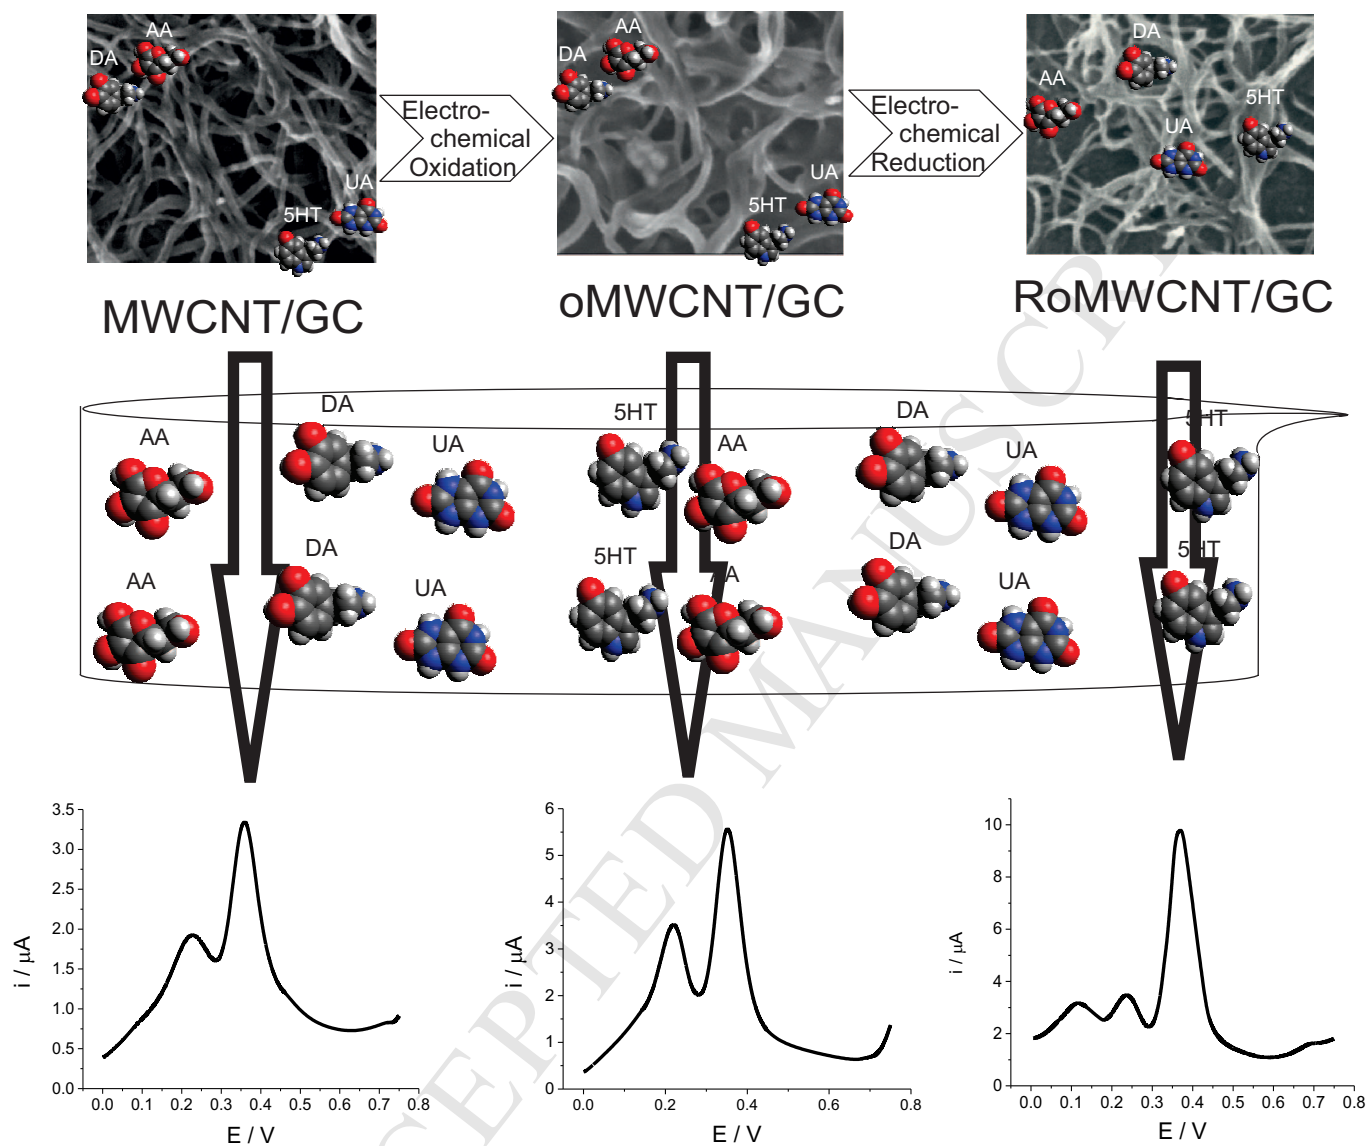 AA
DA
UA
5HT
Electro-
chemical
Oxidation
AA
DA
UA
5HT
Electro-
chemical
Reduction
DA
AA
5HT
UA
MWCNT/GC
oMWCNT/GC
RoMWCNT/GC
AA
DA
UA
5HT
AA
DA
UA
5HT
AA
DA
UA
5HT
AA
DA
UA
5HT
ACCEPTED MANUSCRIPT
3.5
3.0
2.5
2.0
1.5
1.0
0.5
0.0
i / µA
0.0 0.1 0.2 0.3 0.4 0.5 0.6 0.7 0.8
E / V
6
5
4
3
2
1
0
i / µA
0.0 0.2 0.4 0.6 0.8
E / V
10
8
6
4
2
0
i / µA
0.0 0.1 0.2 0.3 0.4 0.5 0.6 0.7 0.8
E / V